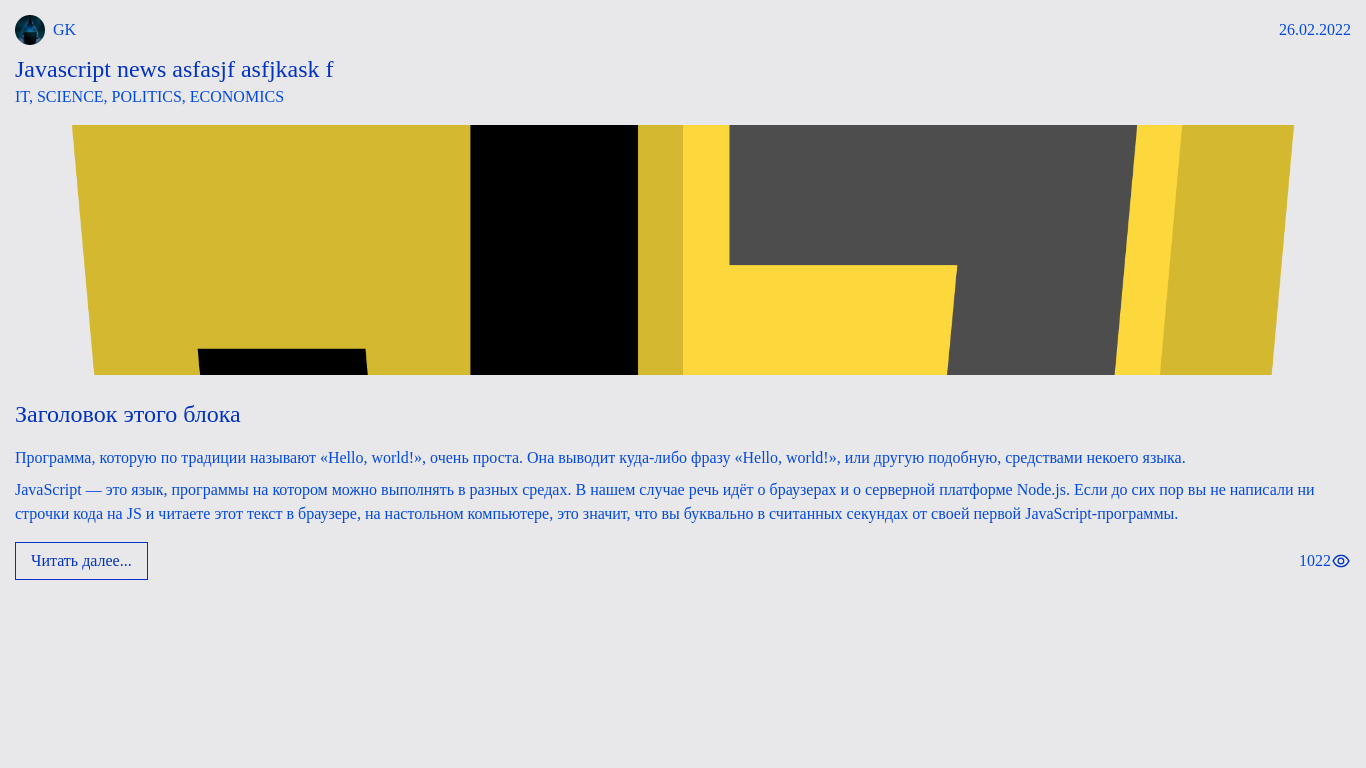 GK
26.02.2022
Javascript news asfasjf asfjkask f
IT, SCIENCE, POLITICS, ECONOMICS
Заголовок этого блока
Программа, которую по традиции называют «Hello, world!», очень проста. Она выводит куда-либо фразу «Hello, world!», или другую подобную, средствами некоего языка.
JavaScript — это язык, программы на котором можно выполнять в разных средах. В нашем случае речь идёт о браузерах и о серверной платформе Node.js. Если до сих пор вы не написали ни
строчки кода на JS и читаете этот текст в браузере, на настольном компьютере, это значит, что вы буквально в считанных секундах от своей первой JavaScript-программы.
Читать далее...
1022